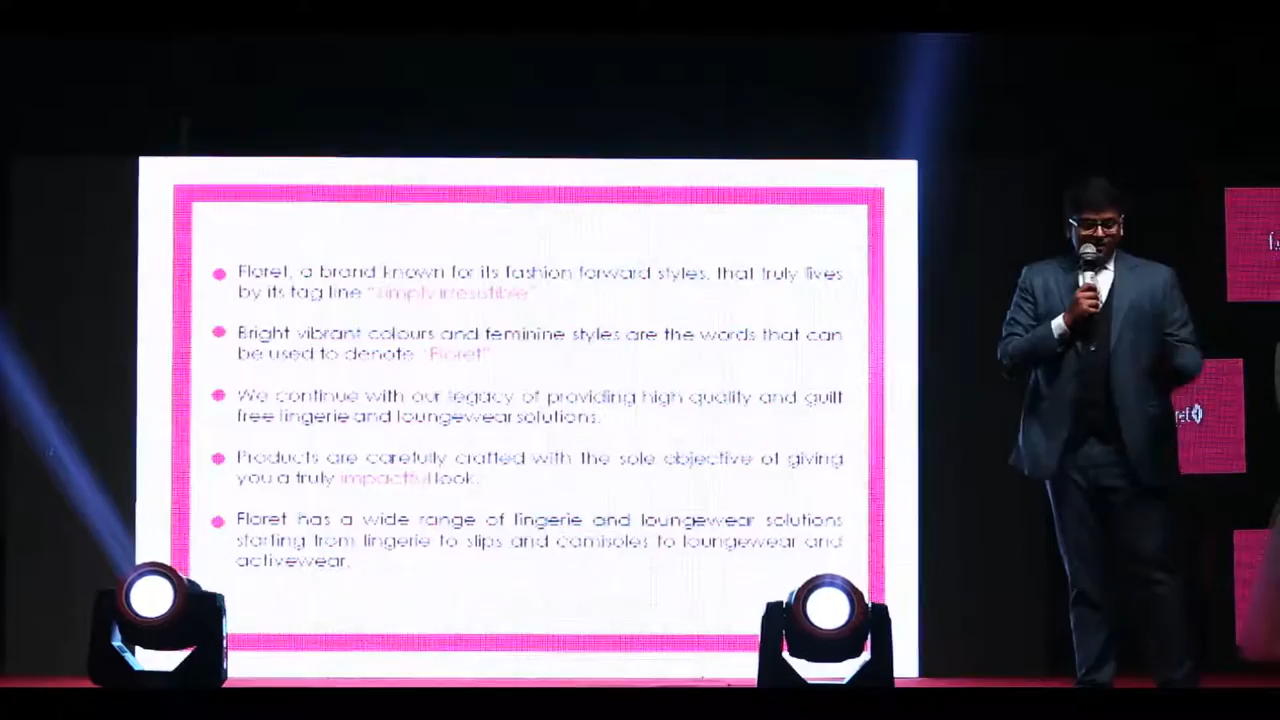 Floret, a brand known for its fashion forward styles, that truly lives
by its tag line "simply irresistible"
Bright vibrant colours and feminine styles are the words that can
be used to denote "Floret"
We continue with our legacy of providing high quality and guilt
free lingerie and loungewear solutions.
Products are carefully crafted with the sole objective of giving
you a truly impactful look.
Floret has a wide range of lingerie and loungewear solutions
starting from lingerie to slips and camisoles to loungewear and
activewear.